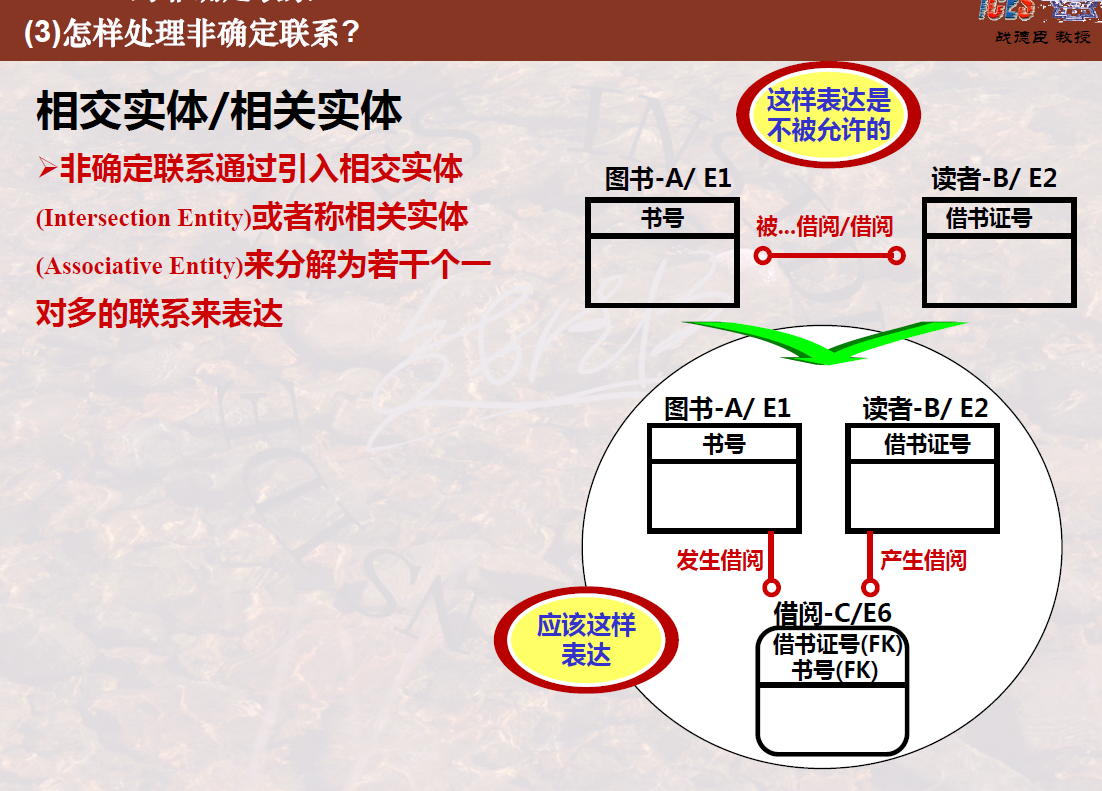 (3)怎样处理非确定联系?
战德臣 教授
相交实体/相关实体
➢非确定联系通过引入相交实体
(Intersection Entity)或者称相关实体
(Associative Entity)来分解为若干个一
对多的联系来表达
这样表达是
不被允许的
图书-A/ E1
读者-B/ E2
书号
被...借阅/借阅
借书证号
图书-A/ E1
读者-B/ E2
书号
借书证号
发生借阅
产生借阅
应该这样
表达
借阅-C/E6
借书证号(FK)
书号(FK)